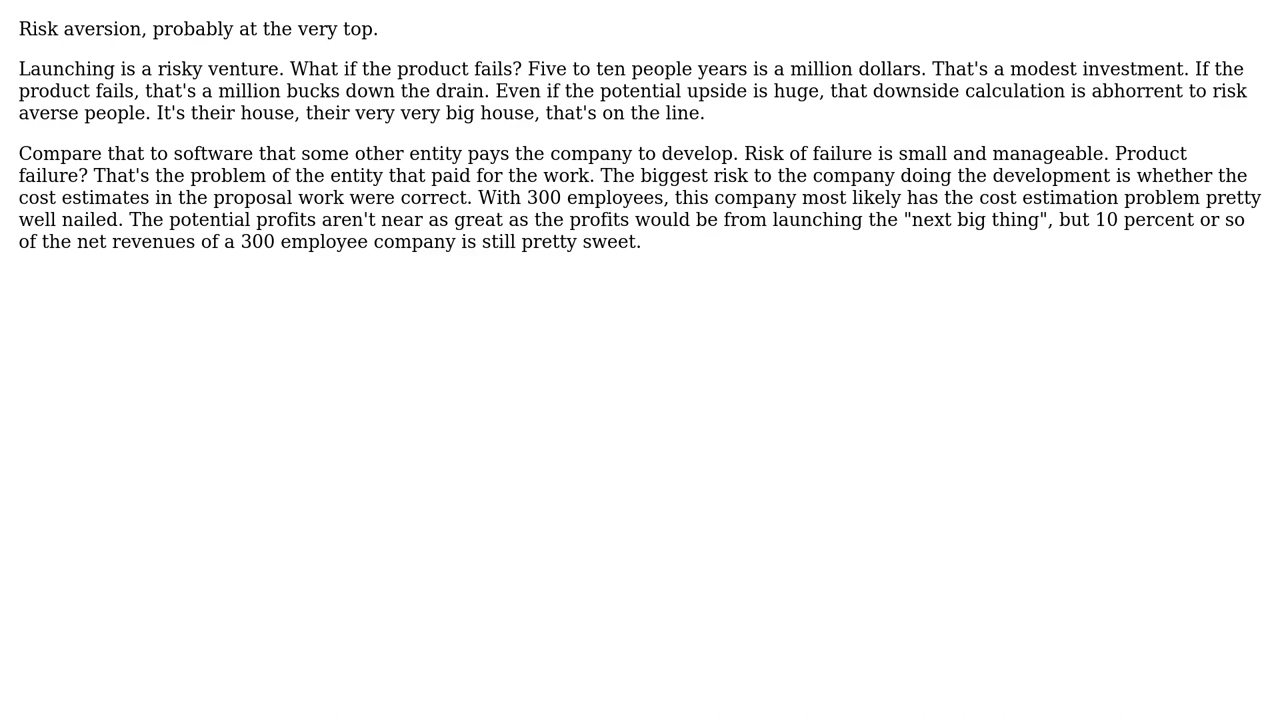 Risk aversion, probably at the very top.
Launching is a risky venture. What if the product fails? Five to ten people years is a million dollars. That's a modest investment. If the
product fails, that's a million bucks down the drain. Even if the potential upside is huge, that downside calculation is abhorrent to risk
averse people. It's their house, their very very big house, that's on the line.
Compare that to software that some other entity pays the company to develop. Risk of failure is small and manageable. Product
failure? That's the problem of the entity that paid for the work. The biggest risk to the company doing the development is whether the
cost estimates in the proposal work were correct. With 300 employees, this company most likely has the cost estimation problem pretty
well nailed. The potential profits aren't near as great as the profits would be from launching the "next big thing", but 10 percent or so
of the net revenues of a 300 employee company is still pretty sweet.